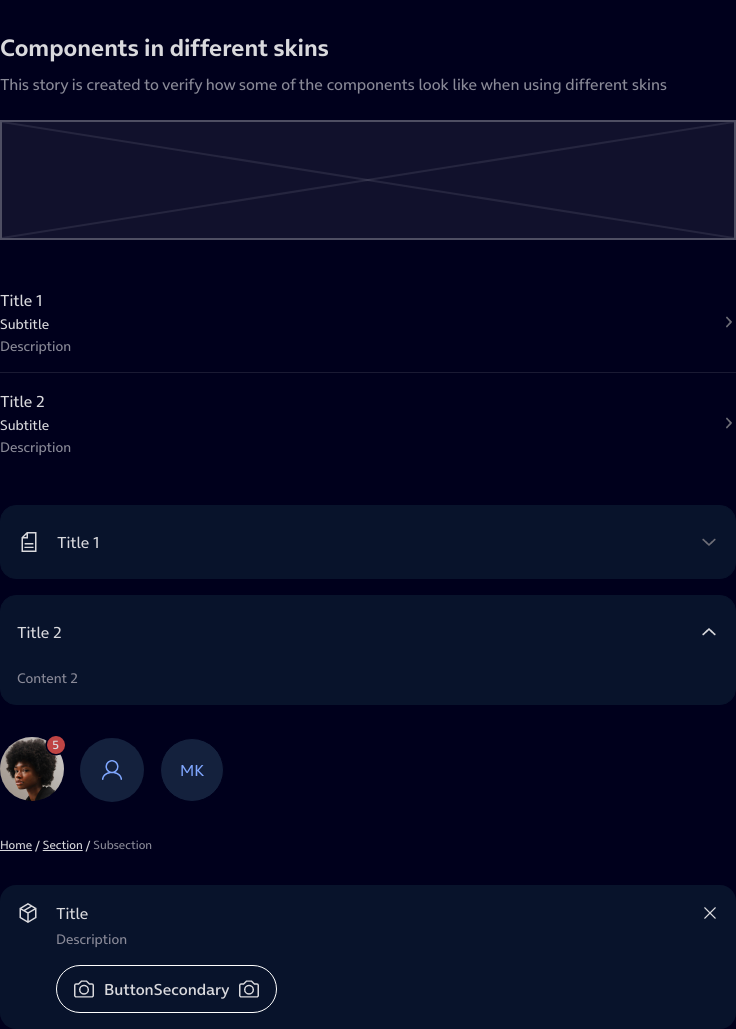 Components in different skins
This story is created to verify how some of the components look like when using different skins
Title 1
Subtitle
Description
Title 2
Subtitle
Description
Title 1
Title 2
Content 2
5
MK
Home / Section / Subsection
Title
Description
ButtonSecondary